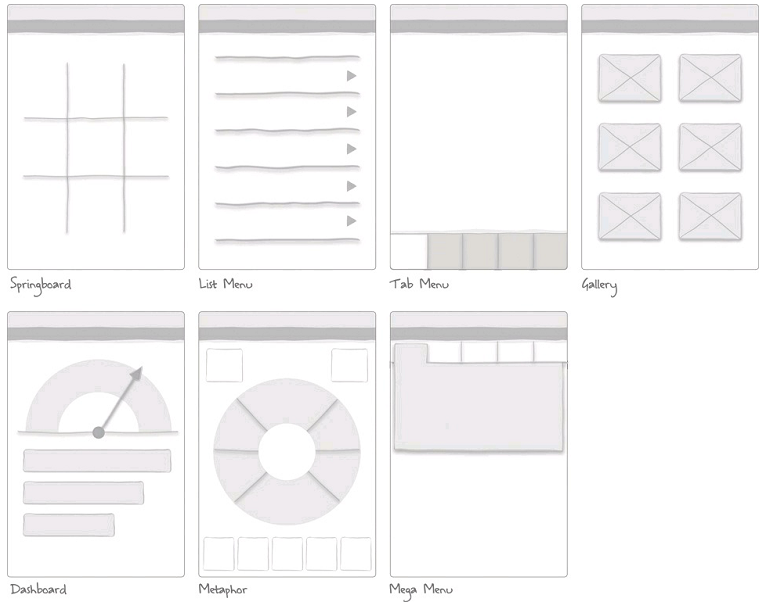 Springboard
List Menu
Tab Menu
Gallery
Dashboard
Metaphor
Mega Menu